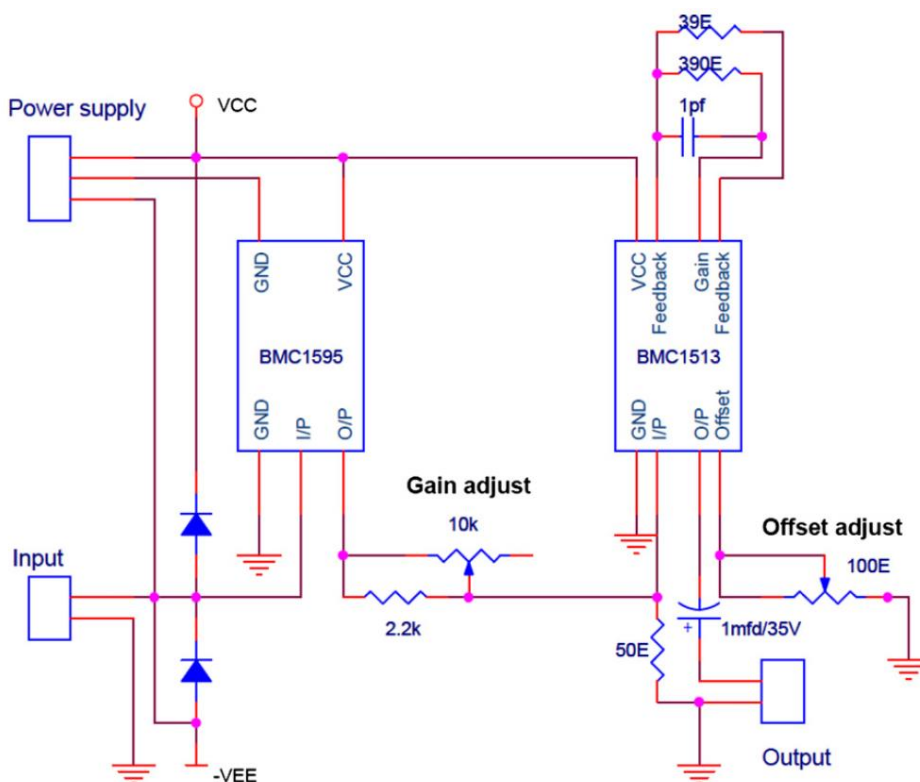 39E
390E
1pf
Power supply
VCC
GND
VCC
BMC1595
GND
I/P
O/P
VCC
Feedback
Gain
Feedback
BMC1513
GND
I/P
O/P
Offset
Gain adjust
10k
2.2k
Offset adjust
100E
Input
50E
+
1mfd/35V
-VEE
Output